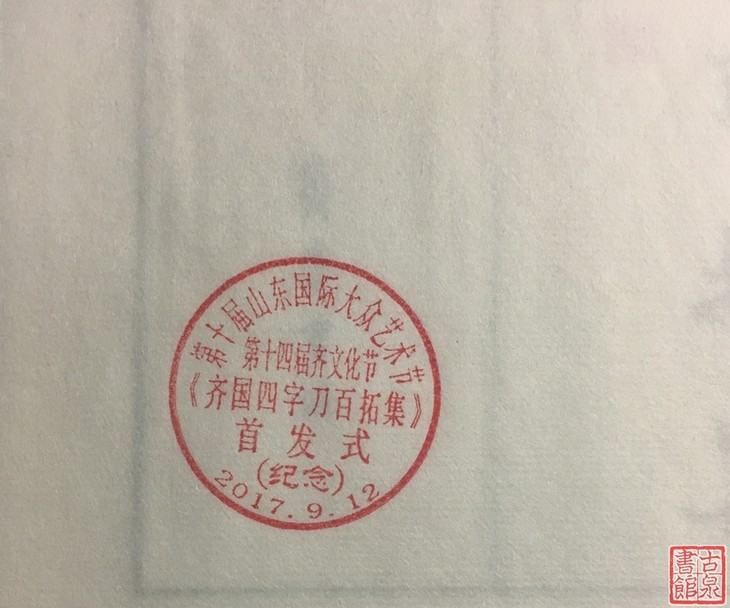 第十届山东国际大众艺术节
第十四届齐文化节
《齐国四字刀百拓集》
首发式
(纪念)
2017.9.12
古泉
書館